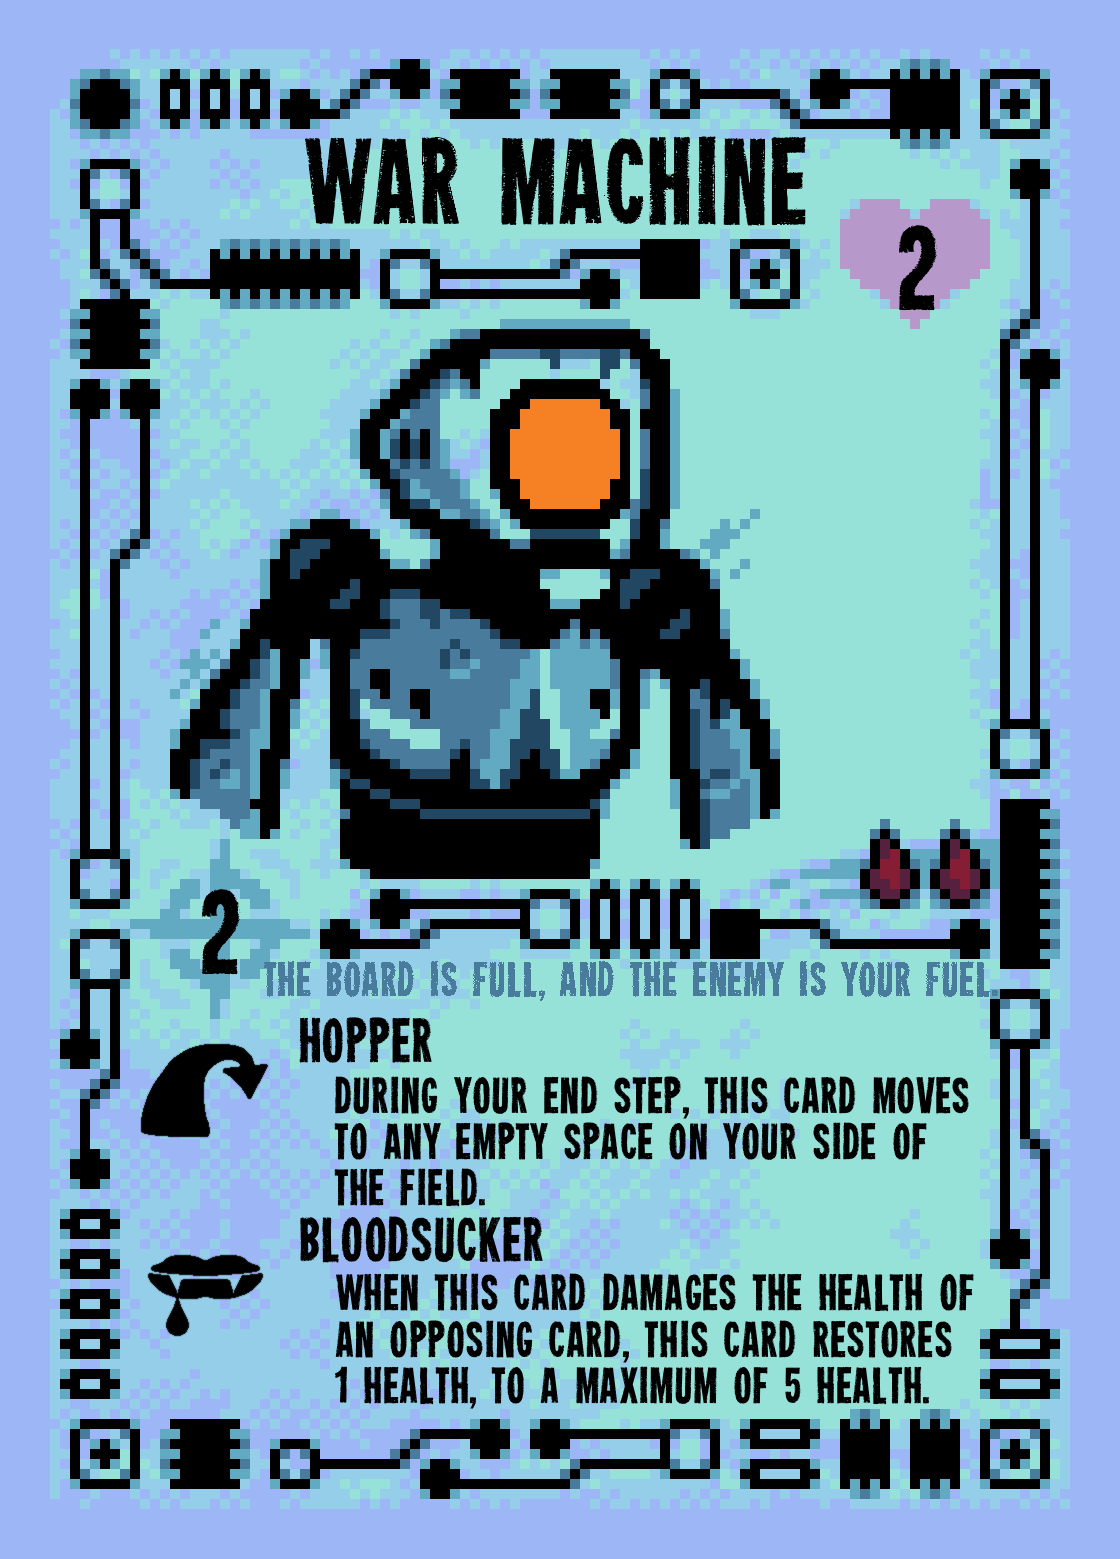 WAR MACHINE
2
2
THE BOARD IS FULL, AND THE ENEMY IS YOUR FUEL.
HOPPER
DURING YOUR END STEP, THIS CARD MOVES
TO ANY EMPTY SPACE ON YOUR SIDE OF
THE FIELD.
BLOODSUCKER
WHEN THIS CARD DAMAGES THE HEALTH OF
AN OPPOSING CARD, THIS CARD RESTORES
1 HEALTH, TO A MAXIMUM OF 5 HEALTH.